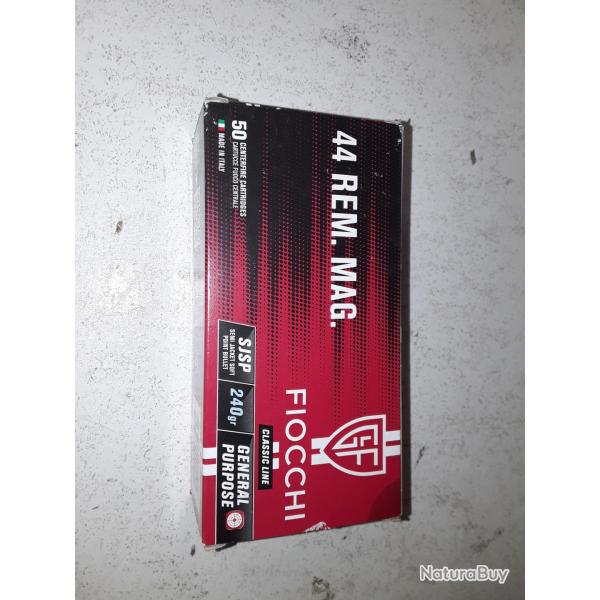 44 REM. MAG.
50 CENTERFIRE CARTRIDGES
CARTUCCE FUOCO CENTRALE
MADE IN ITALY
FIOCCHI
CLASSIC LINE
SJSP
SEMI JACKET SOFT
POINT BULLET
240gr
GENERAL
PURPOSE
NaturaBuy